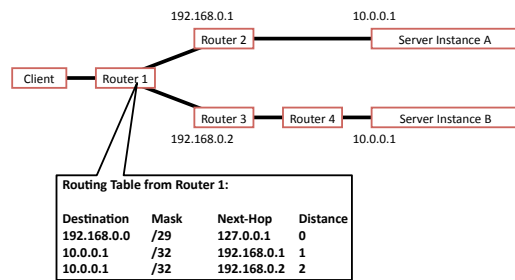 192.168.0.1
10.0.0.1
Router 2
Server Instance A
Client
Router 1
Router 3
Router 4
Server Instance B
192.168.0.2
10.0.0.1
Routing Table from Router 1:
Destination Mask Next-Hop Distance
192.168.0.0 /29 127.0.0.1 0
10.0.0.1 /32 192.168.0.1 1
10.0.0.1 /32 192.168.0.2 2